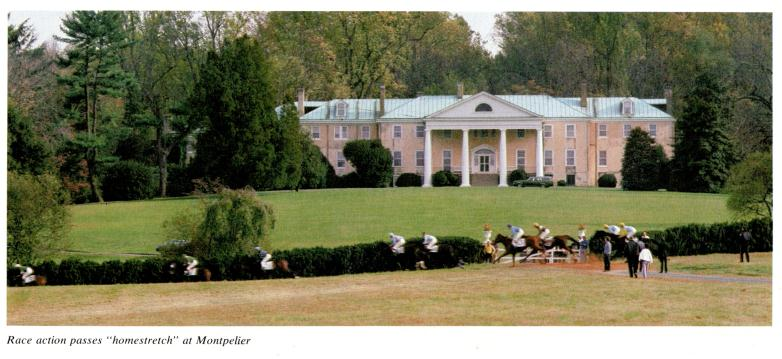 Race action passes "homestretch" at Montpelier